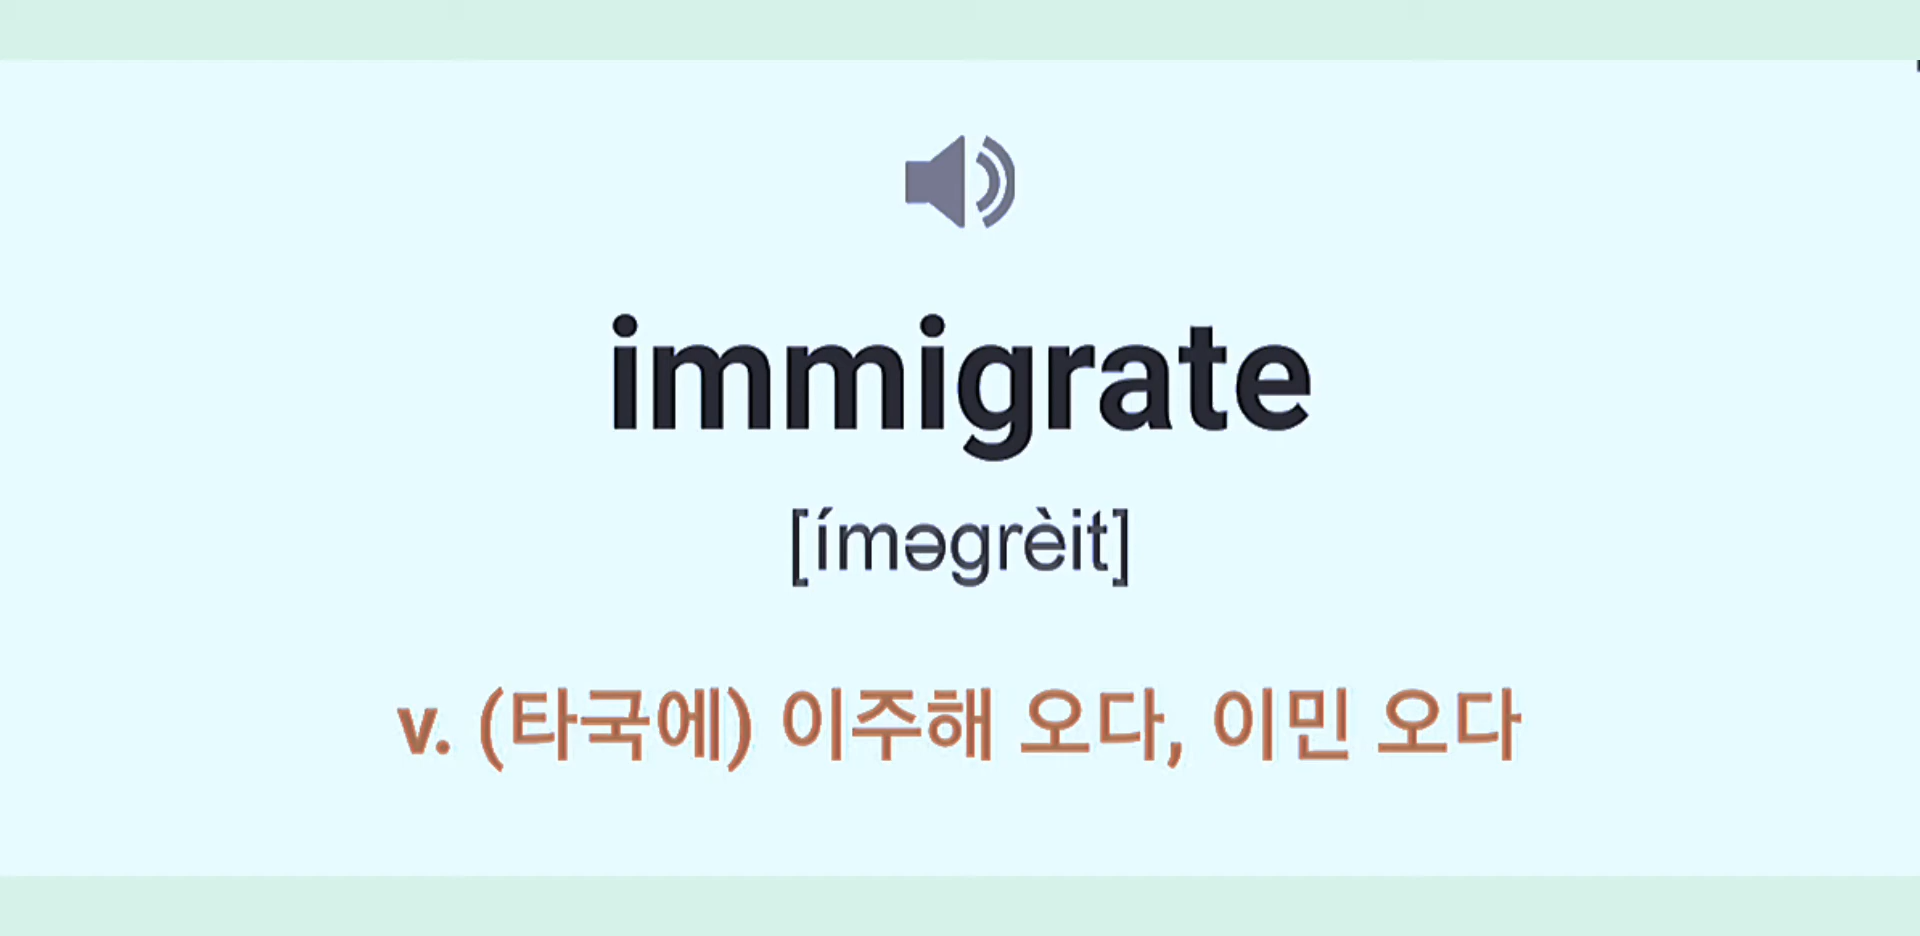 immigrate
[íməgrèit]
v. (타국에) 이주해 오다, 이민 오다